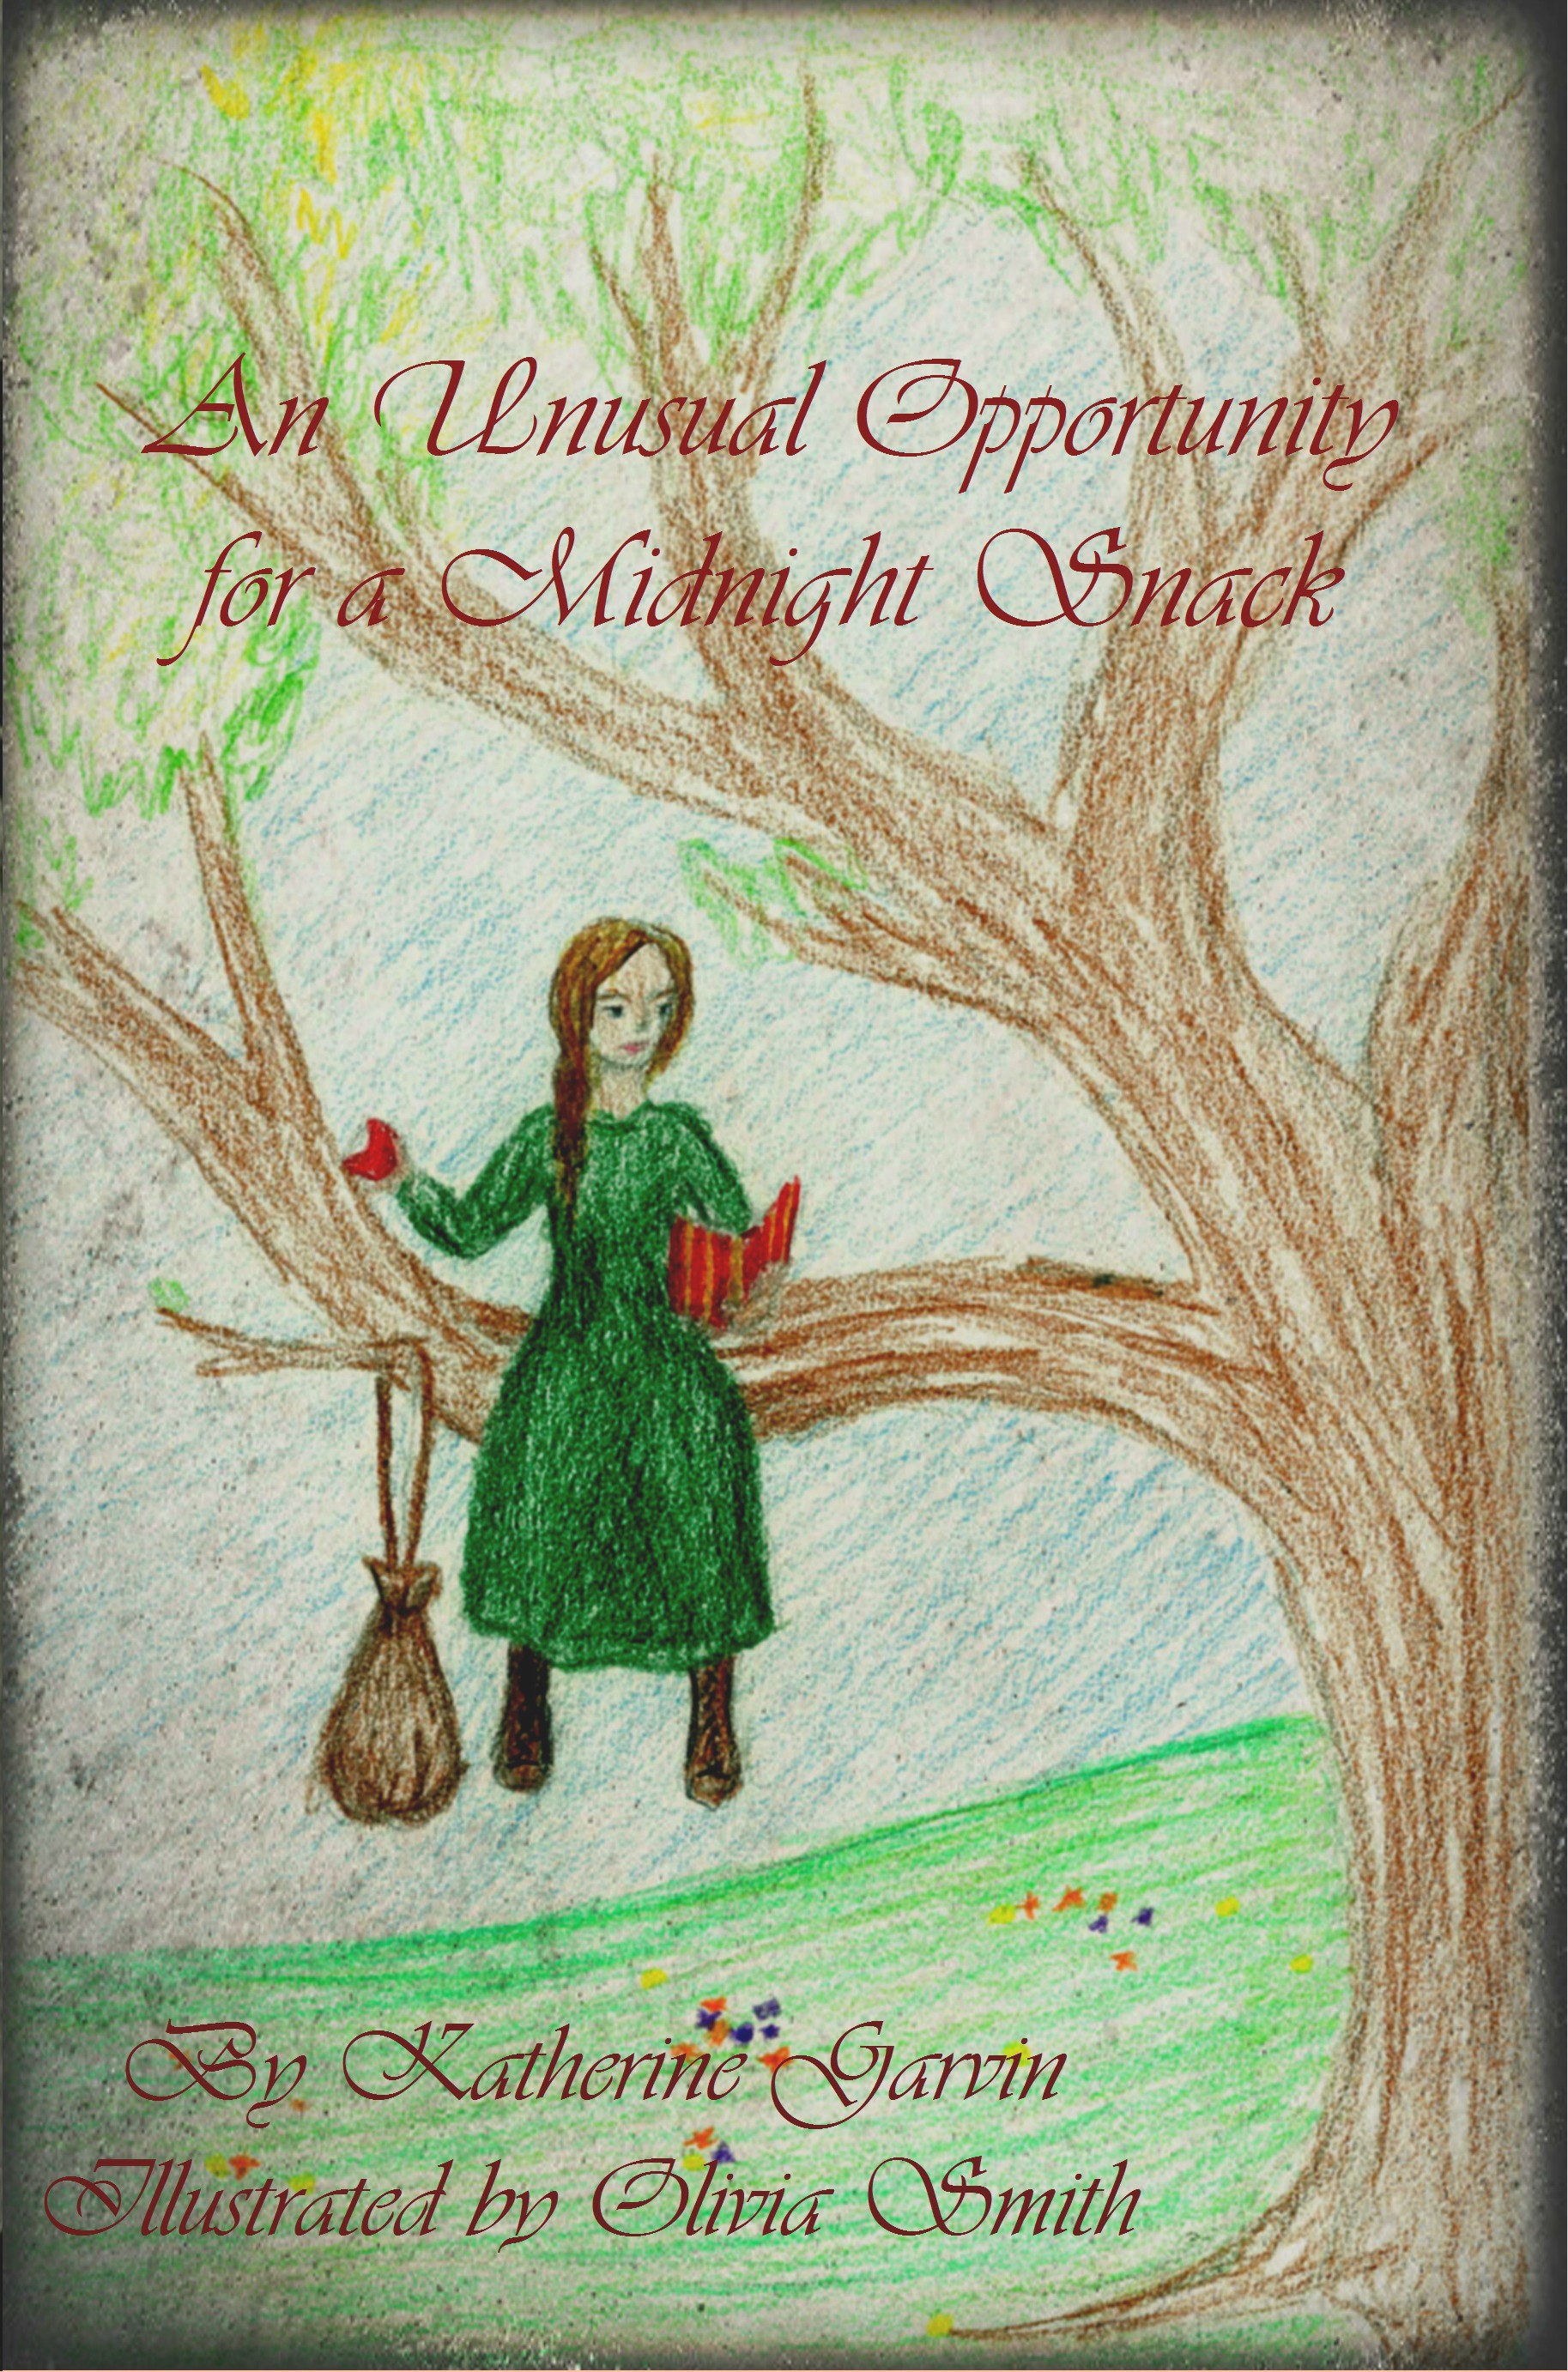 An Unusual Opportunity
for a Midnight Snack
By Katherine Garvin
Illustrated by Olivia Smith